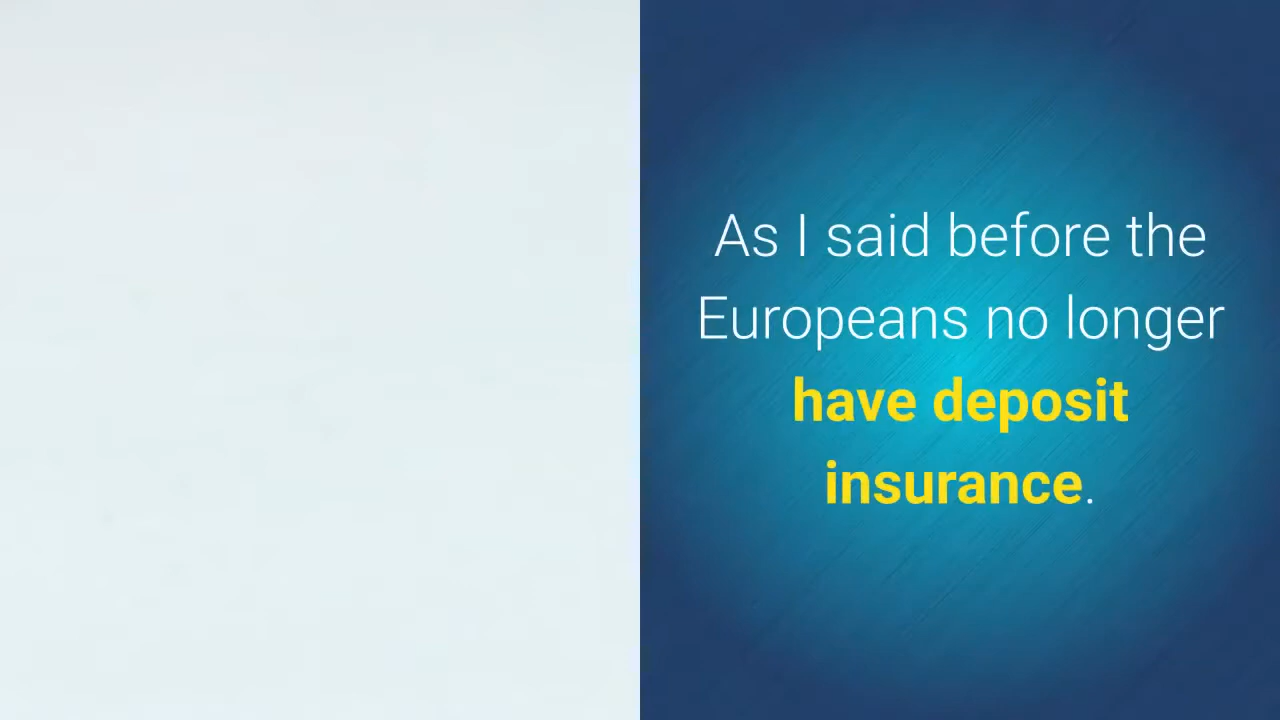 As I said before the
Europeans no longer
have deposit
insurance.